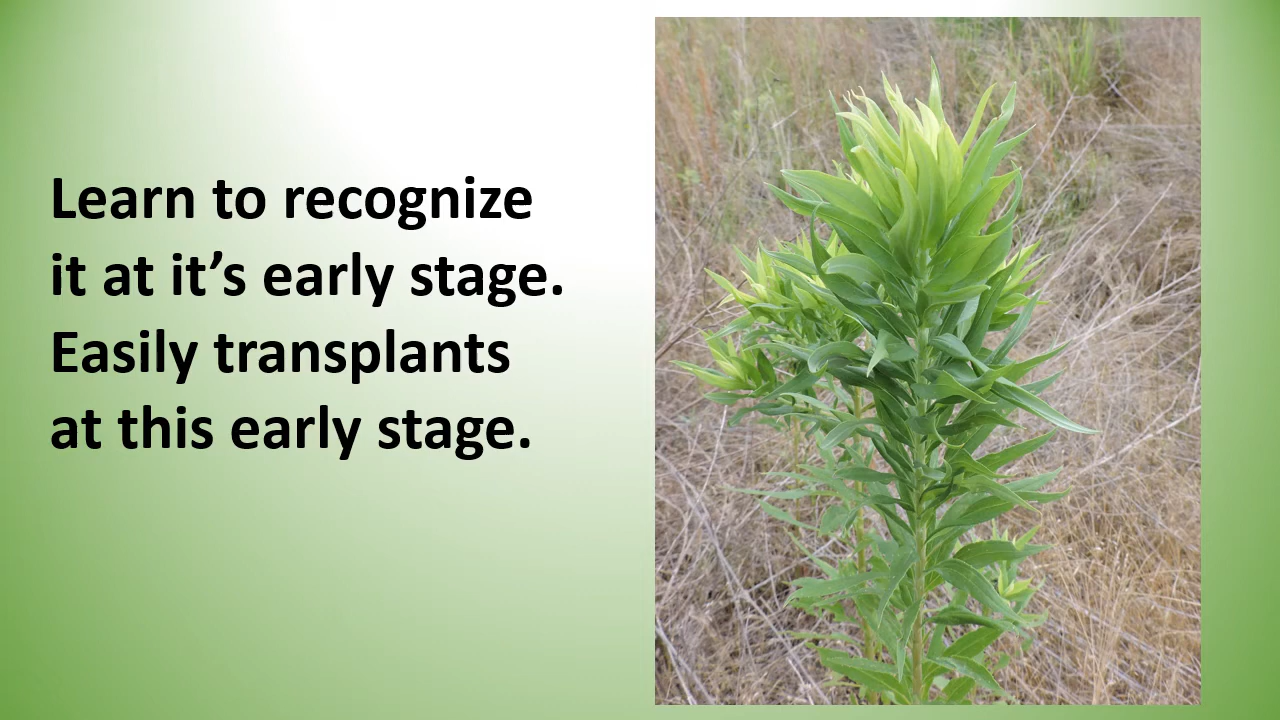 Learn to recognize
it at it’s early stage.
Easily transplants
at this early stage.